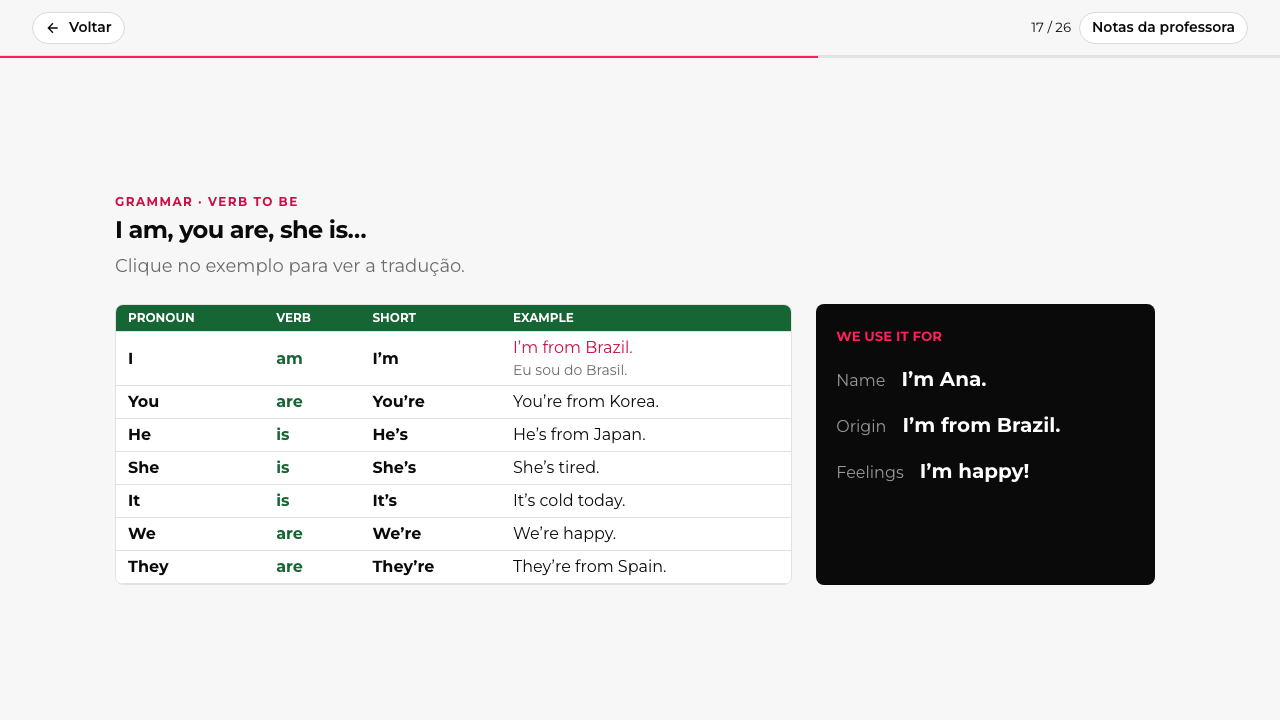 Voltar
17 / 26
Notas da professora
GRAMMAR · VERB TO BE
I am, you are, she is...
Clique no exemplo para ver a tradução.
PRONOUN VERB SHORT EXAMPLE
I am I’m I’m from Brazil.
Eu sou do Brasil.
You are You’re You’re from Korea.
He is He’s He’s from Japan.
She is She’s She’s tired.
It is It’s It’s cold today.
We are We’re We’re happy.
They are They’re They’re from Spain.
WE USE IT FOR
Name I’m Ana.
Origin I’m from Brazil.
Feelings I’m happy!